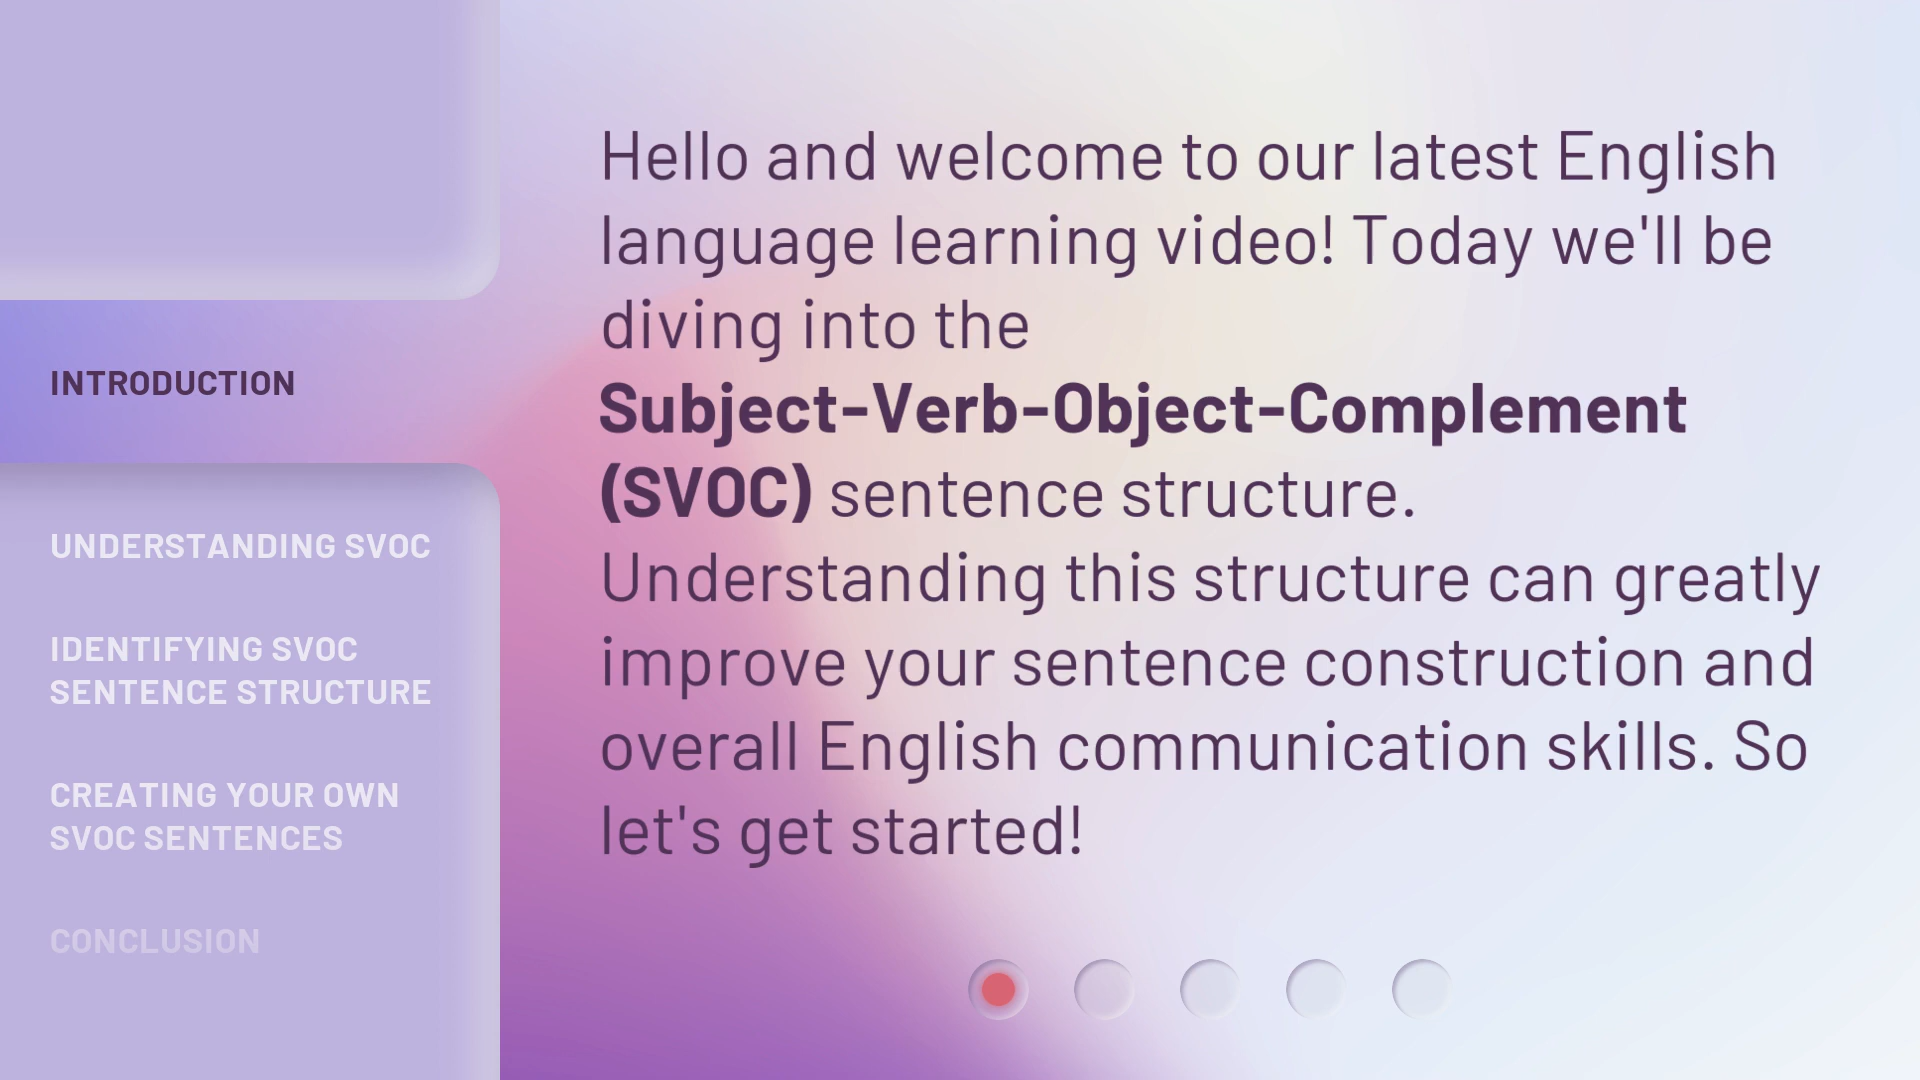 INTRODUCTION
UNDERSTANDING SVOC
IDENTIFYING SVOC
SENTENCE STRUCTURE
CREATING YOUR OWN
SVOC SENTENCES
CONCLUSION
Hello and welcome to our latest English
language learning video! Today we'll be
diving into the
Subject-Verb-Object-Complement
(SVOC) sentence structure.
Understanding this structure can greatly
improve your sentence construction and
overall English communication skills. So
let's get started!